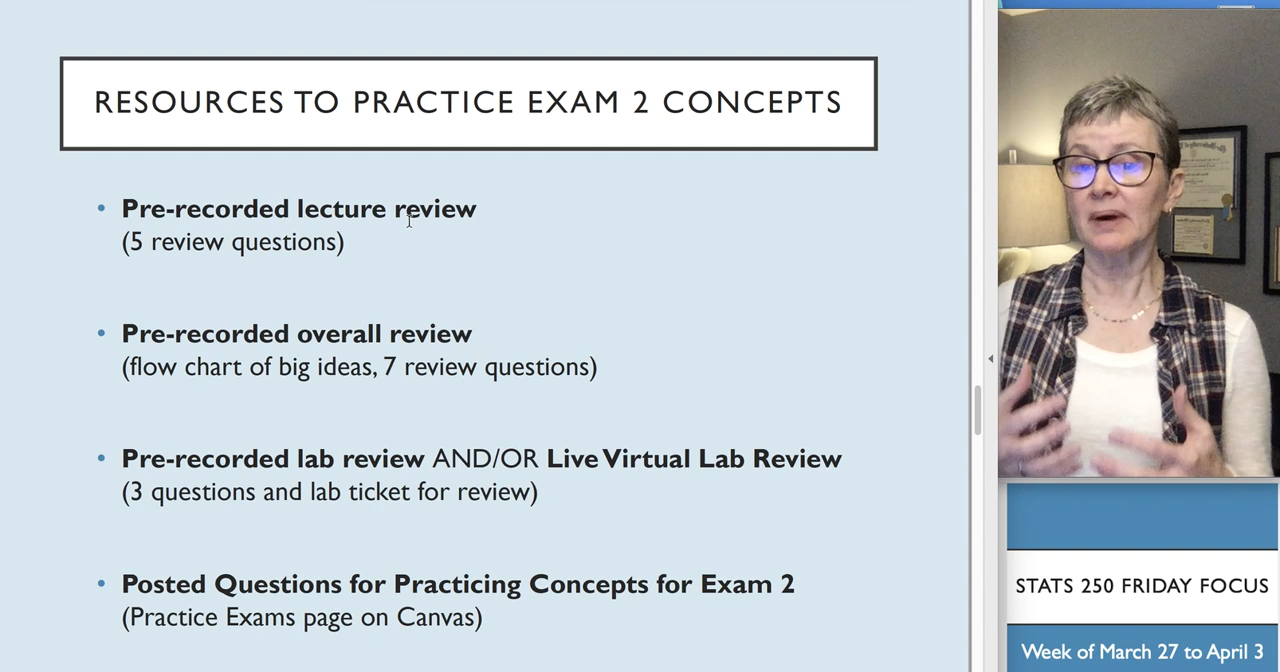 RESOURCES TO PRACTICE EXAM 2 CONCEPTS
• Pre-recorded lecture review
(5 review questions)
• Pre-recorded overall review
(flow chart of big ideas, 7 review questions)
• Pre-recorded lab review AND/OR Live Virtual Lab Review
(3 questions and lab ticket for review)
• Posted Questions for Practicing Concepts for Exam 2
(Practice Exams page on Canvas)
STATS 250 FRIDAY FOCUS
Week of March 27 to April 3